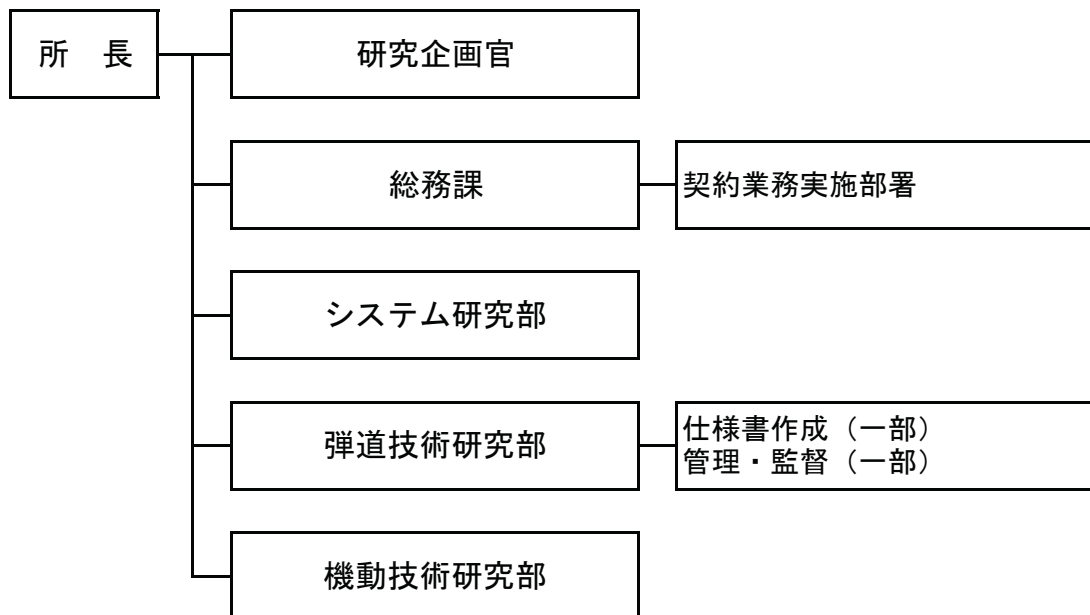 所　長
研究企画官
総務課
契約業務実施部署
システム研究部
弾道技術研究部
仕様書作成（一部）
管理・監督（一部）
機動技術研究部